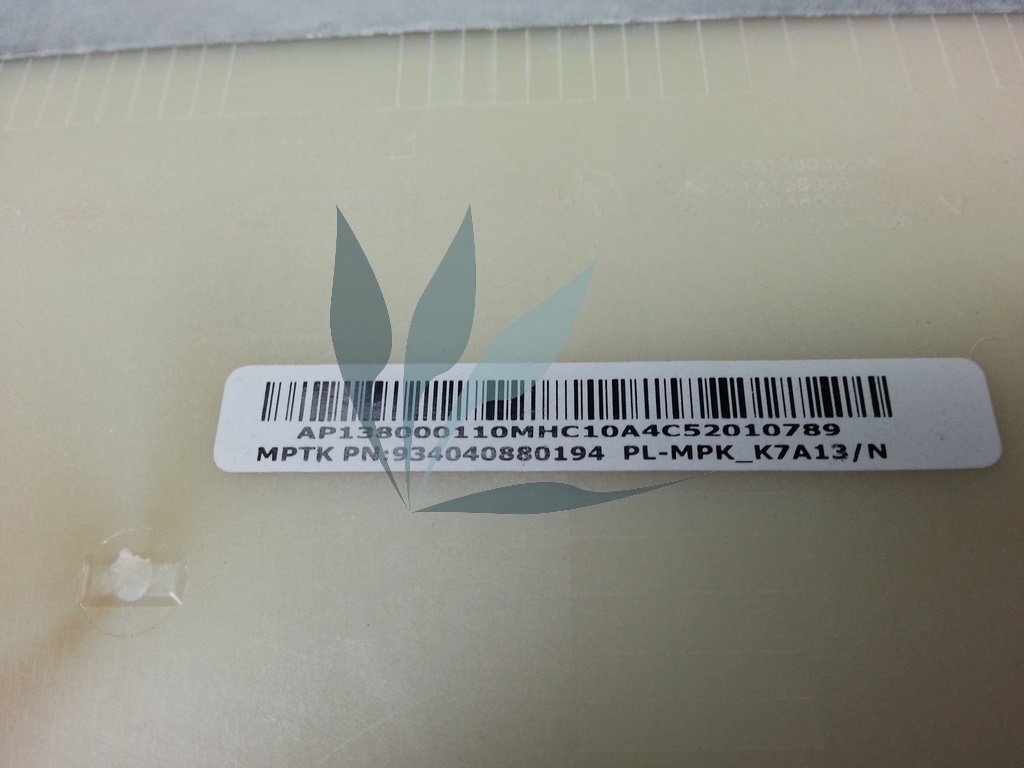 AP138000110MHC10A4C52010789
MPTK PN:934040880194 PL-MPK_K7A13/N